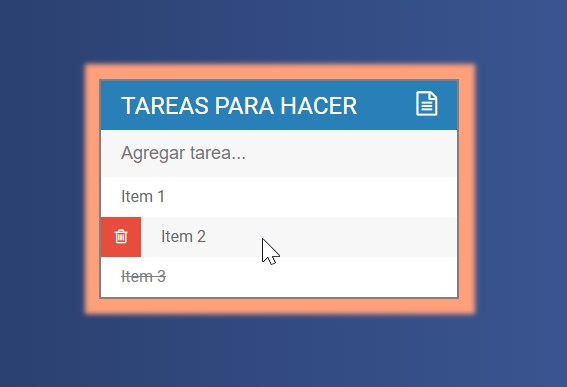 TAREAS PARA HACER
Agregar tarea...
Item 1
Item 2
Item 3